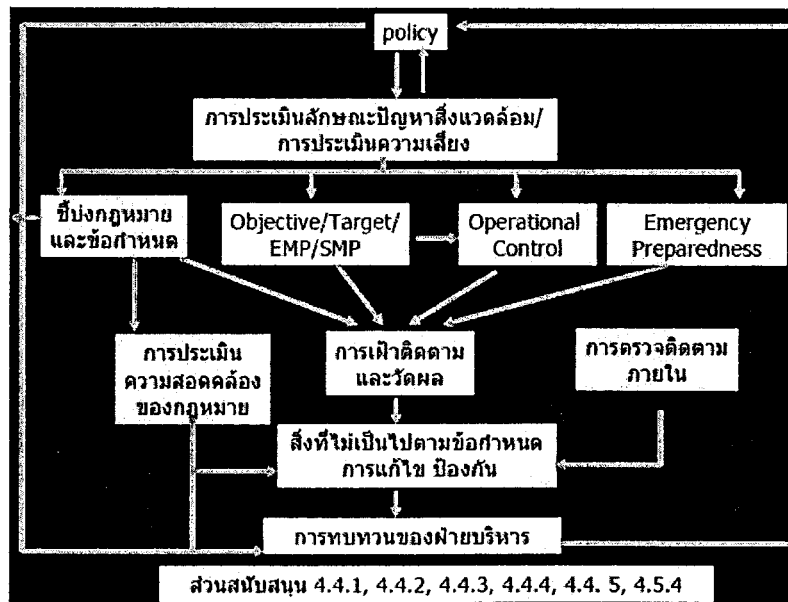 policy
การประเมินลักษณะปัญหาสิ่งแวดล้อม/
การประเมินความเสี่ยง
ชี้บ่งกฎหมาย
และข้อกำหนด
Objective/Target/
EMP/SMP
Operational
Control
Emergency
Preparedness
การประเมิน
ความสอดคล้อง
ของกฎหมาย
การเฝ้าติดตาม
และวัดผล
การตรวจติดตาม
ภายใน
สิ่งที่ไม่เป็นไปตามข้อกำหนด
การแก้ไข ป้องกัน
การทบทวนของฝ่ายบริหาร
ส่วนสนับสนุน 4.4.1, 4.4.2, 4.4.3, 4.4.4, 4.4. 5, 4.5.4